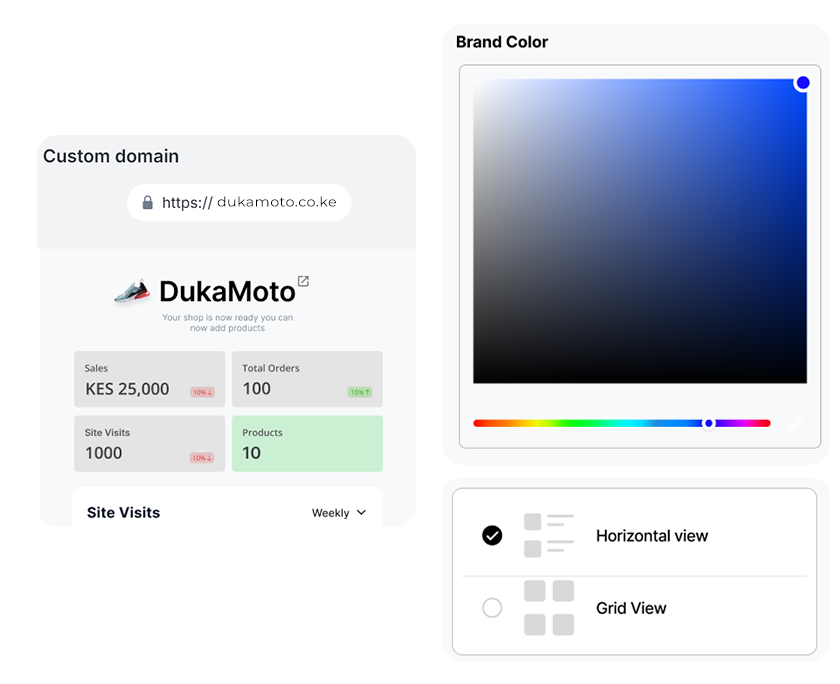 Brand Color
Custom domain
https:// dukamoto.co.ke
DukaMoto
Your shop is now ready you can
now add products
Sales
KES 25,000
10%↓
Total Orders
100
10%↑
Site Visits
1000
10%↓
Products
10
Site Visits
Weekly
Horizontal view
Grid View